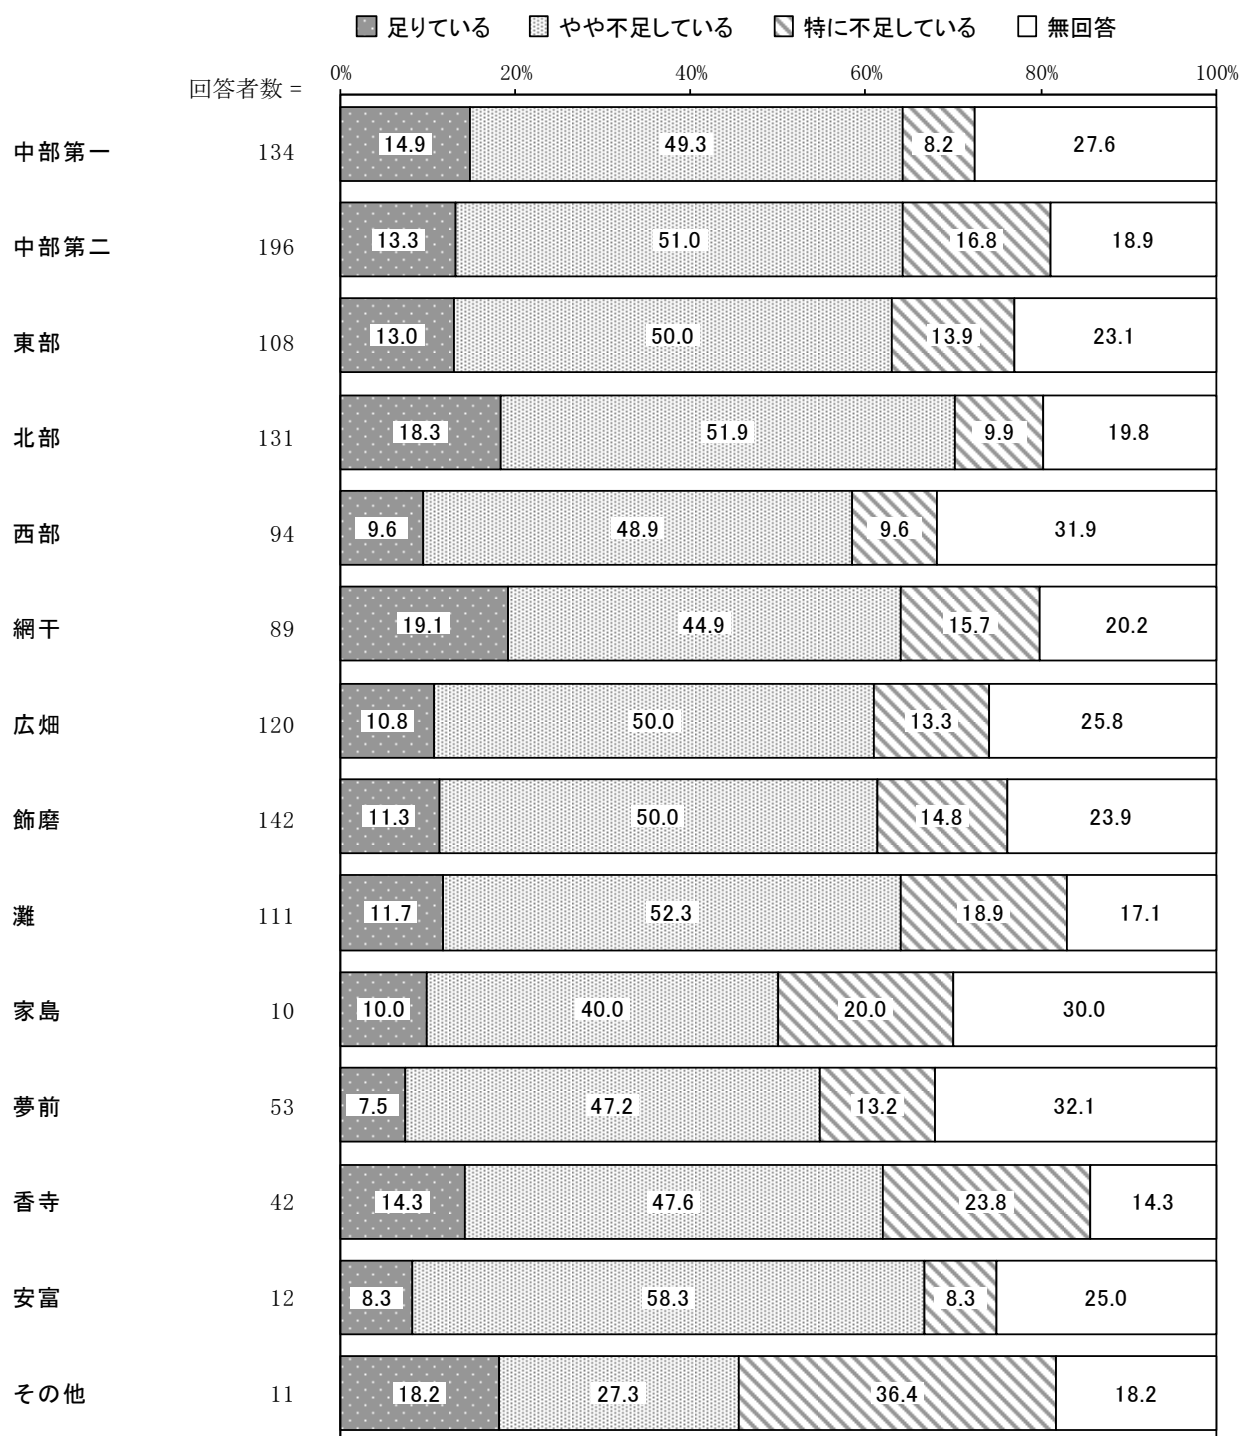 足りている やや不足している 特に不足している 無回答
回答者数 = 0% 20% 40% 60% 80% 100%
中部第一 134 14.9 49.3 8.2 27.6
中部第二 196 13.3 51.0 16.8 18.9
東部 108 13.0 50.0 13.9 23.1
北部 131 18.3 51.9 9.9 19.8
西部 94 9.6 48.9 9.6 31.9
網干 89 19.1 44.9 15.7 20.2
広畑 120 10.8 50.0 13.3 25.8
飾磨 142 11.3 50.0 14.8 23.9
灘 111 11.7 52.3 18.9 17.1
家島 10 10.0 40.0 20.0 30.0
夢前 53 7.5 47.2 13.2 32.1
香寺 42 14.3 47.6 23.8 14.3
安富 12 8.3 58.3 8.3 25.0
その他 11 18.2 27.3 36.4 18.2